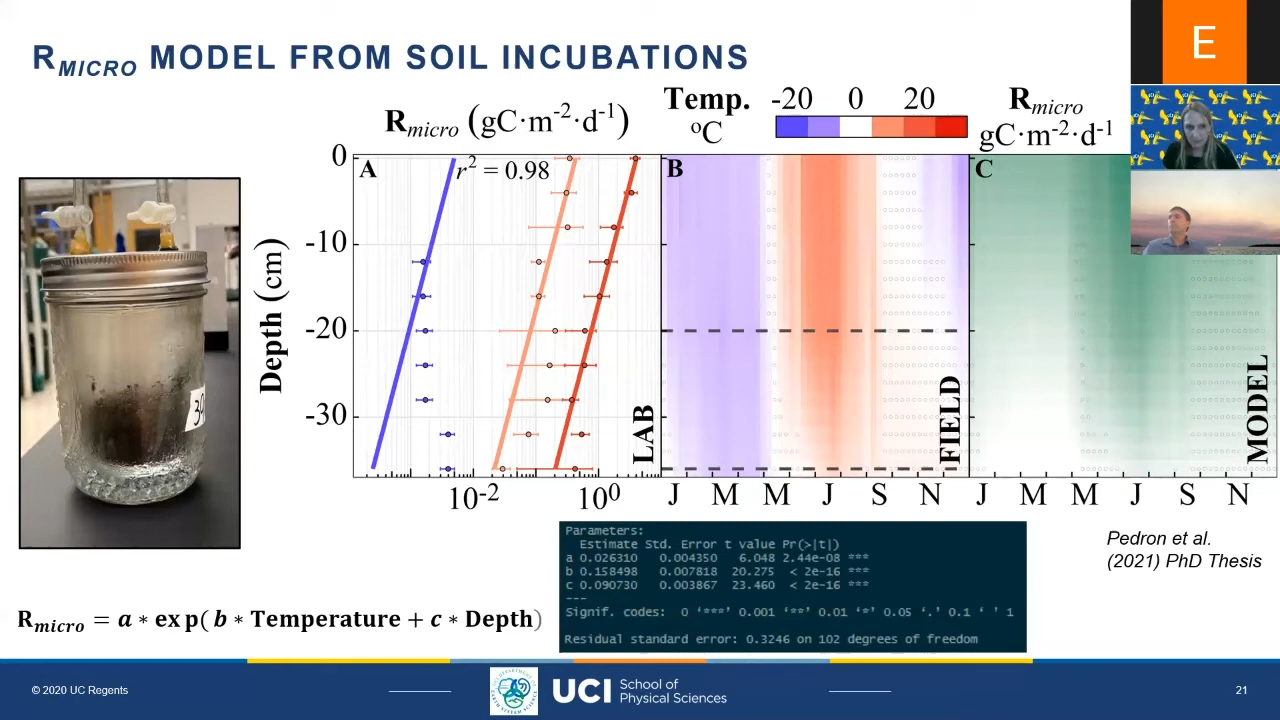 R_MICRO MODEL FROM SOIL INCUBATIONS
E
R_micro (gC·m⁻²·d⁻¹)
Temp.
°C
-20 0 20
R_micro
gC·m⁻²·d⁻¹
A
r² = 0.98
B
C
Depth (cm)
0
-10
-20
-30
LAB
FIELD
MODEL
10⁻² 10⁰
J M M J S N
J M M J S N
Parameters:
Estimate Std. Error t value Pr(>|t|)
a 0.026310 0.004350 6.048 2.44e-08 ***
b 0.158498 0.007818 20.275 < 2e-16 ***
c 0.090730 0.003867 23.460 < 2e-16 ***
---
Signif. codes: 0 ‘***’ 0.001 ‘**’ 0.01 ‘*’ 0.05 ‘.’ 0.1 ‘ ’ 1
Residual standard error: 0.3246 on 102 degrees of freedom
Pedron et al.
(2021) PhD Thesis
R_micro = a * exp( b * Temperature + c * Depth)
© 2020 UC Regents
UCI School of
Physical Sciences
21